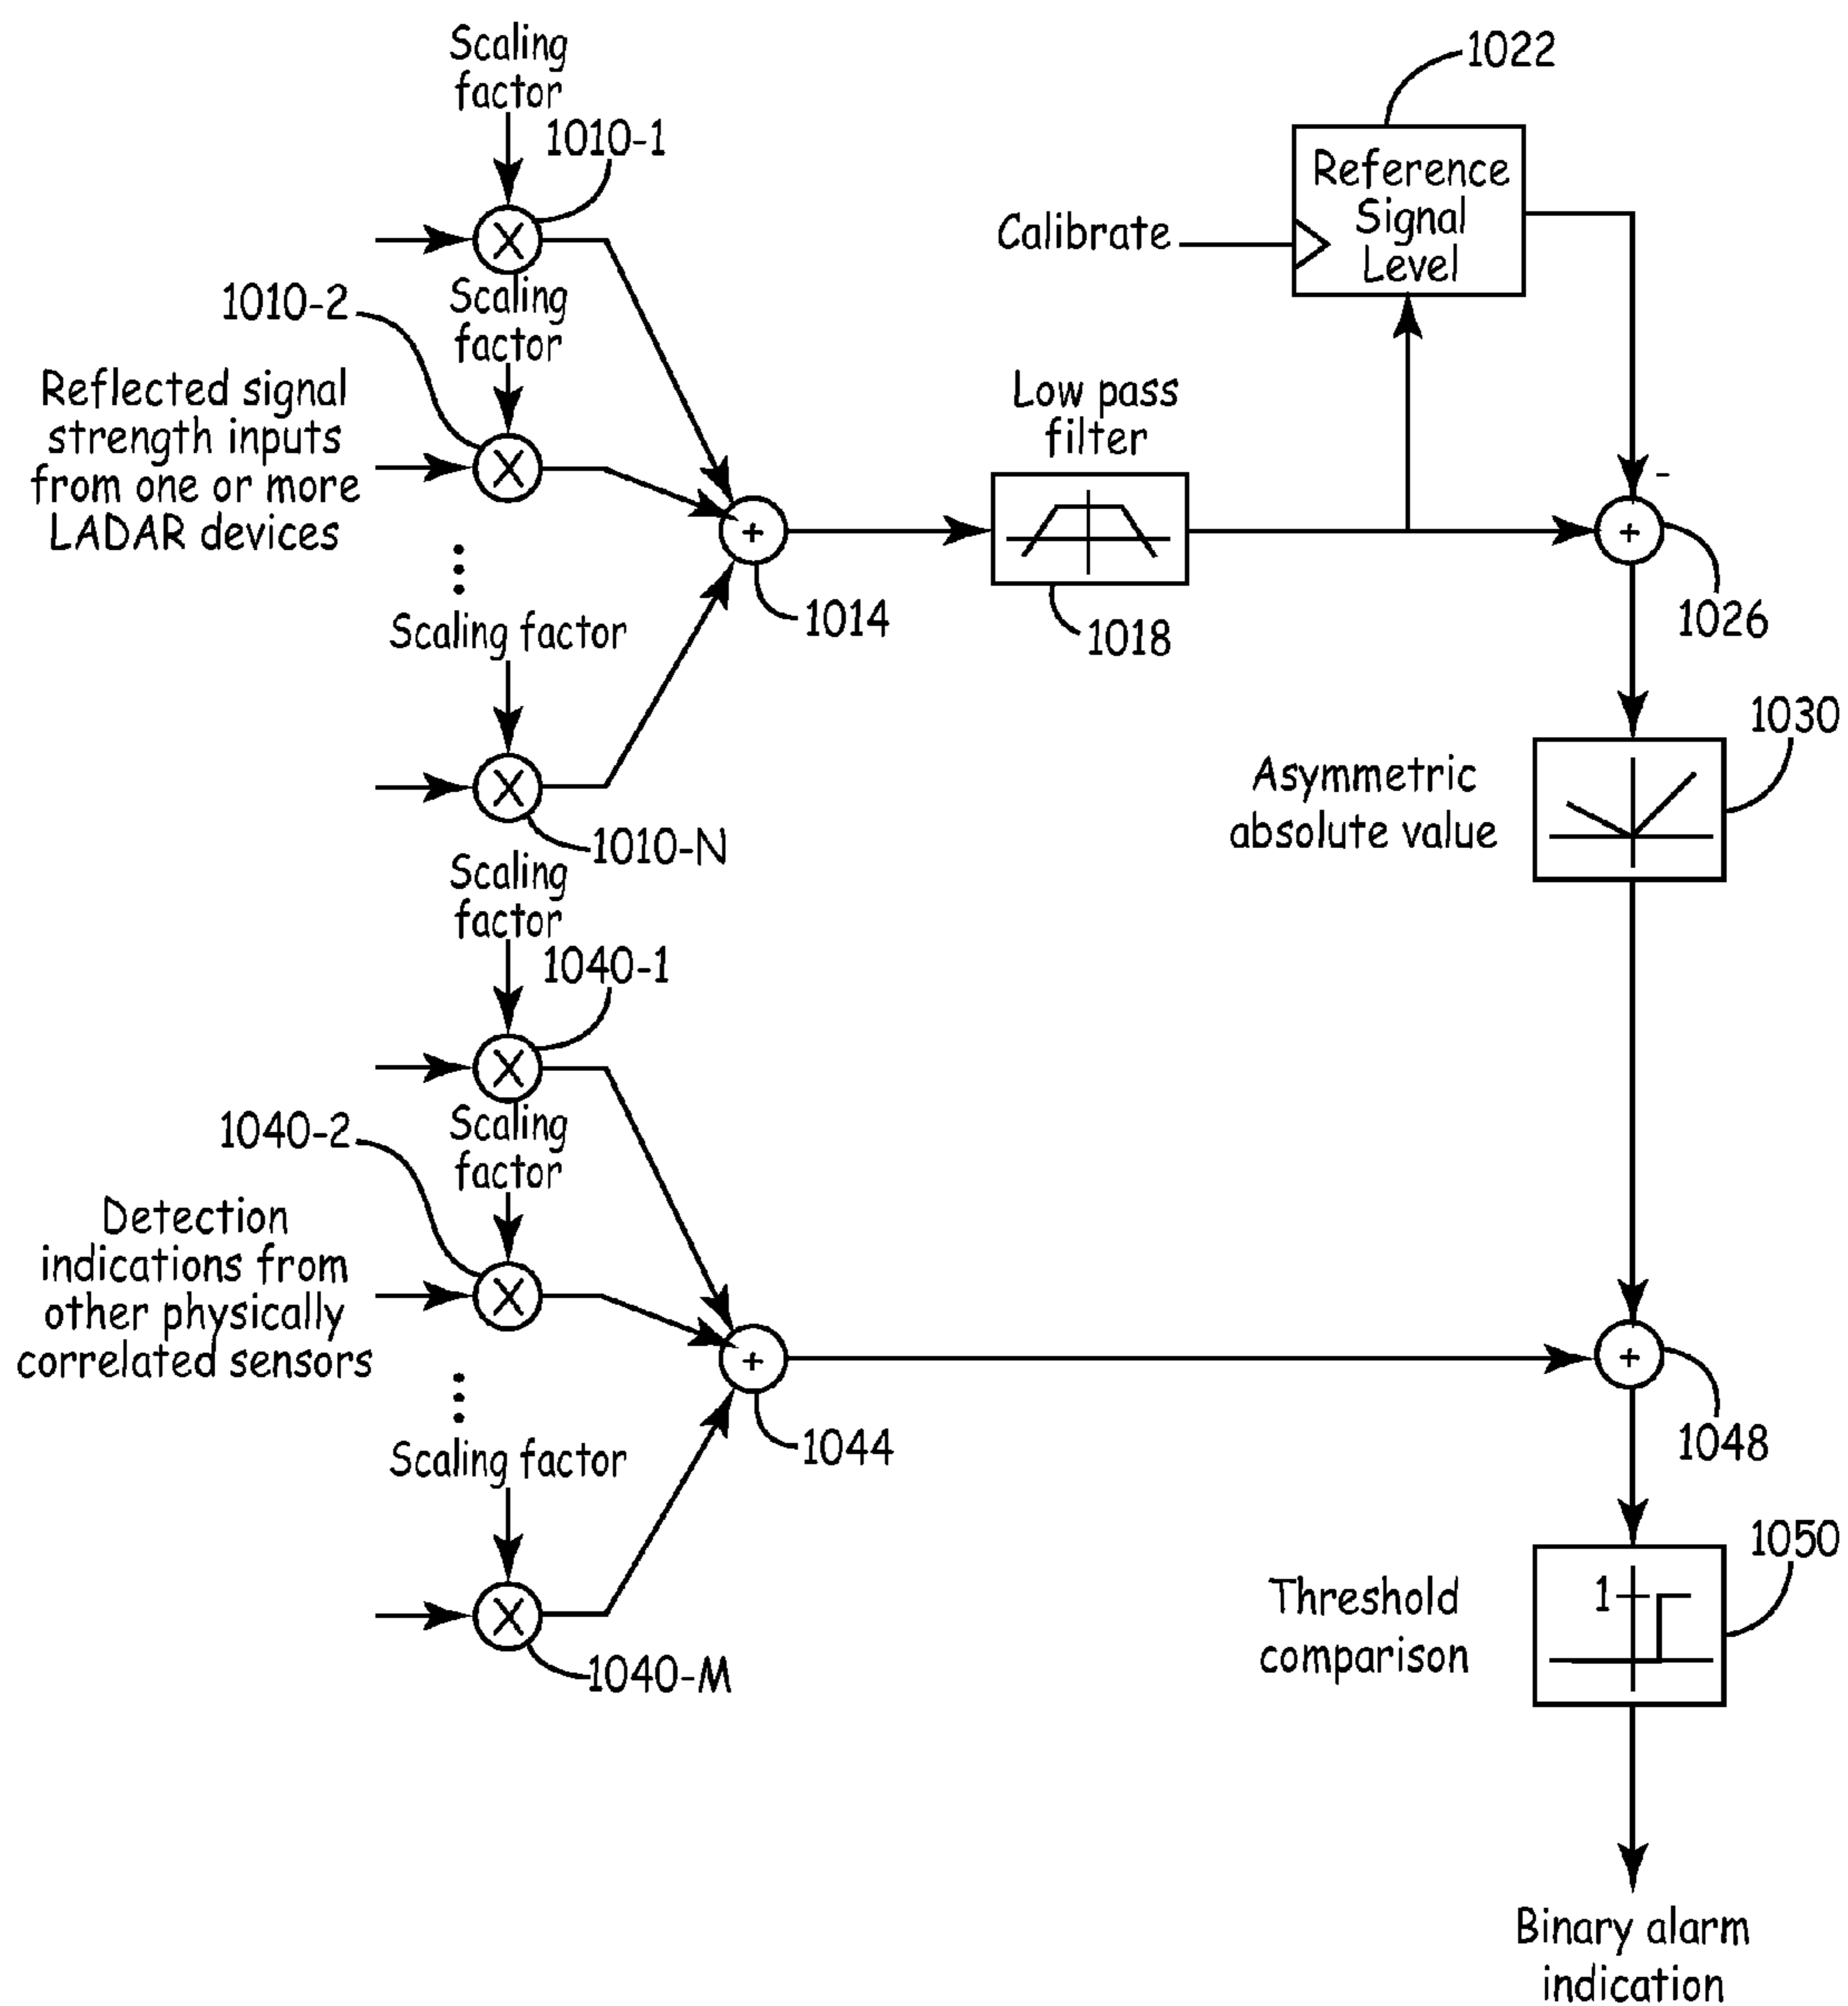 Scaling
factor
1010-1
1022
Reference
Signal
Level
Calibrate
1010-2
Scaling
factor
Reflected signal
strength inputs
from one or more
LADAR devices
Low pass
filter
-
+
+
1014
1018
1026
Scaling factor
1010-N
1030
Asymmetric
absolute value
Scaling
factor
1040-1
1040-2
Scaling
factor
Detection
indications from
other physically
correlated sensors
+
+
1044
1048
Scaling factor
1040-M
1050
Threshold
comparison
1
Binary alarm
indication